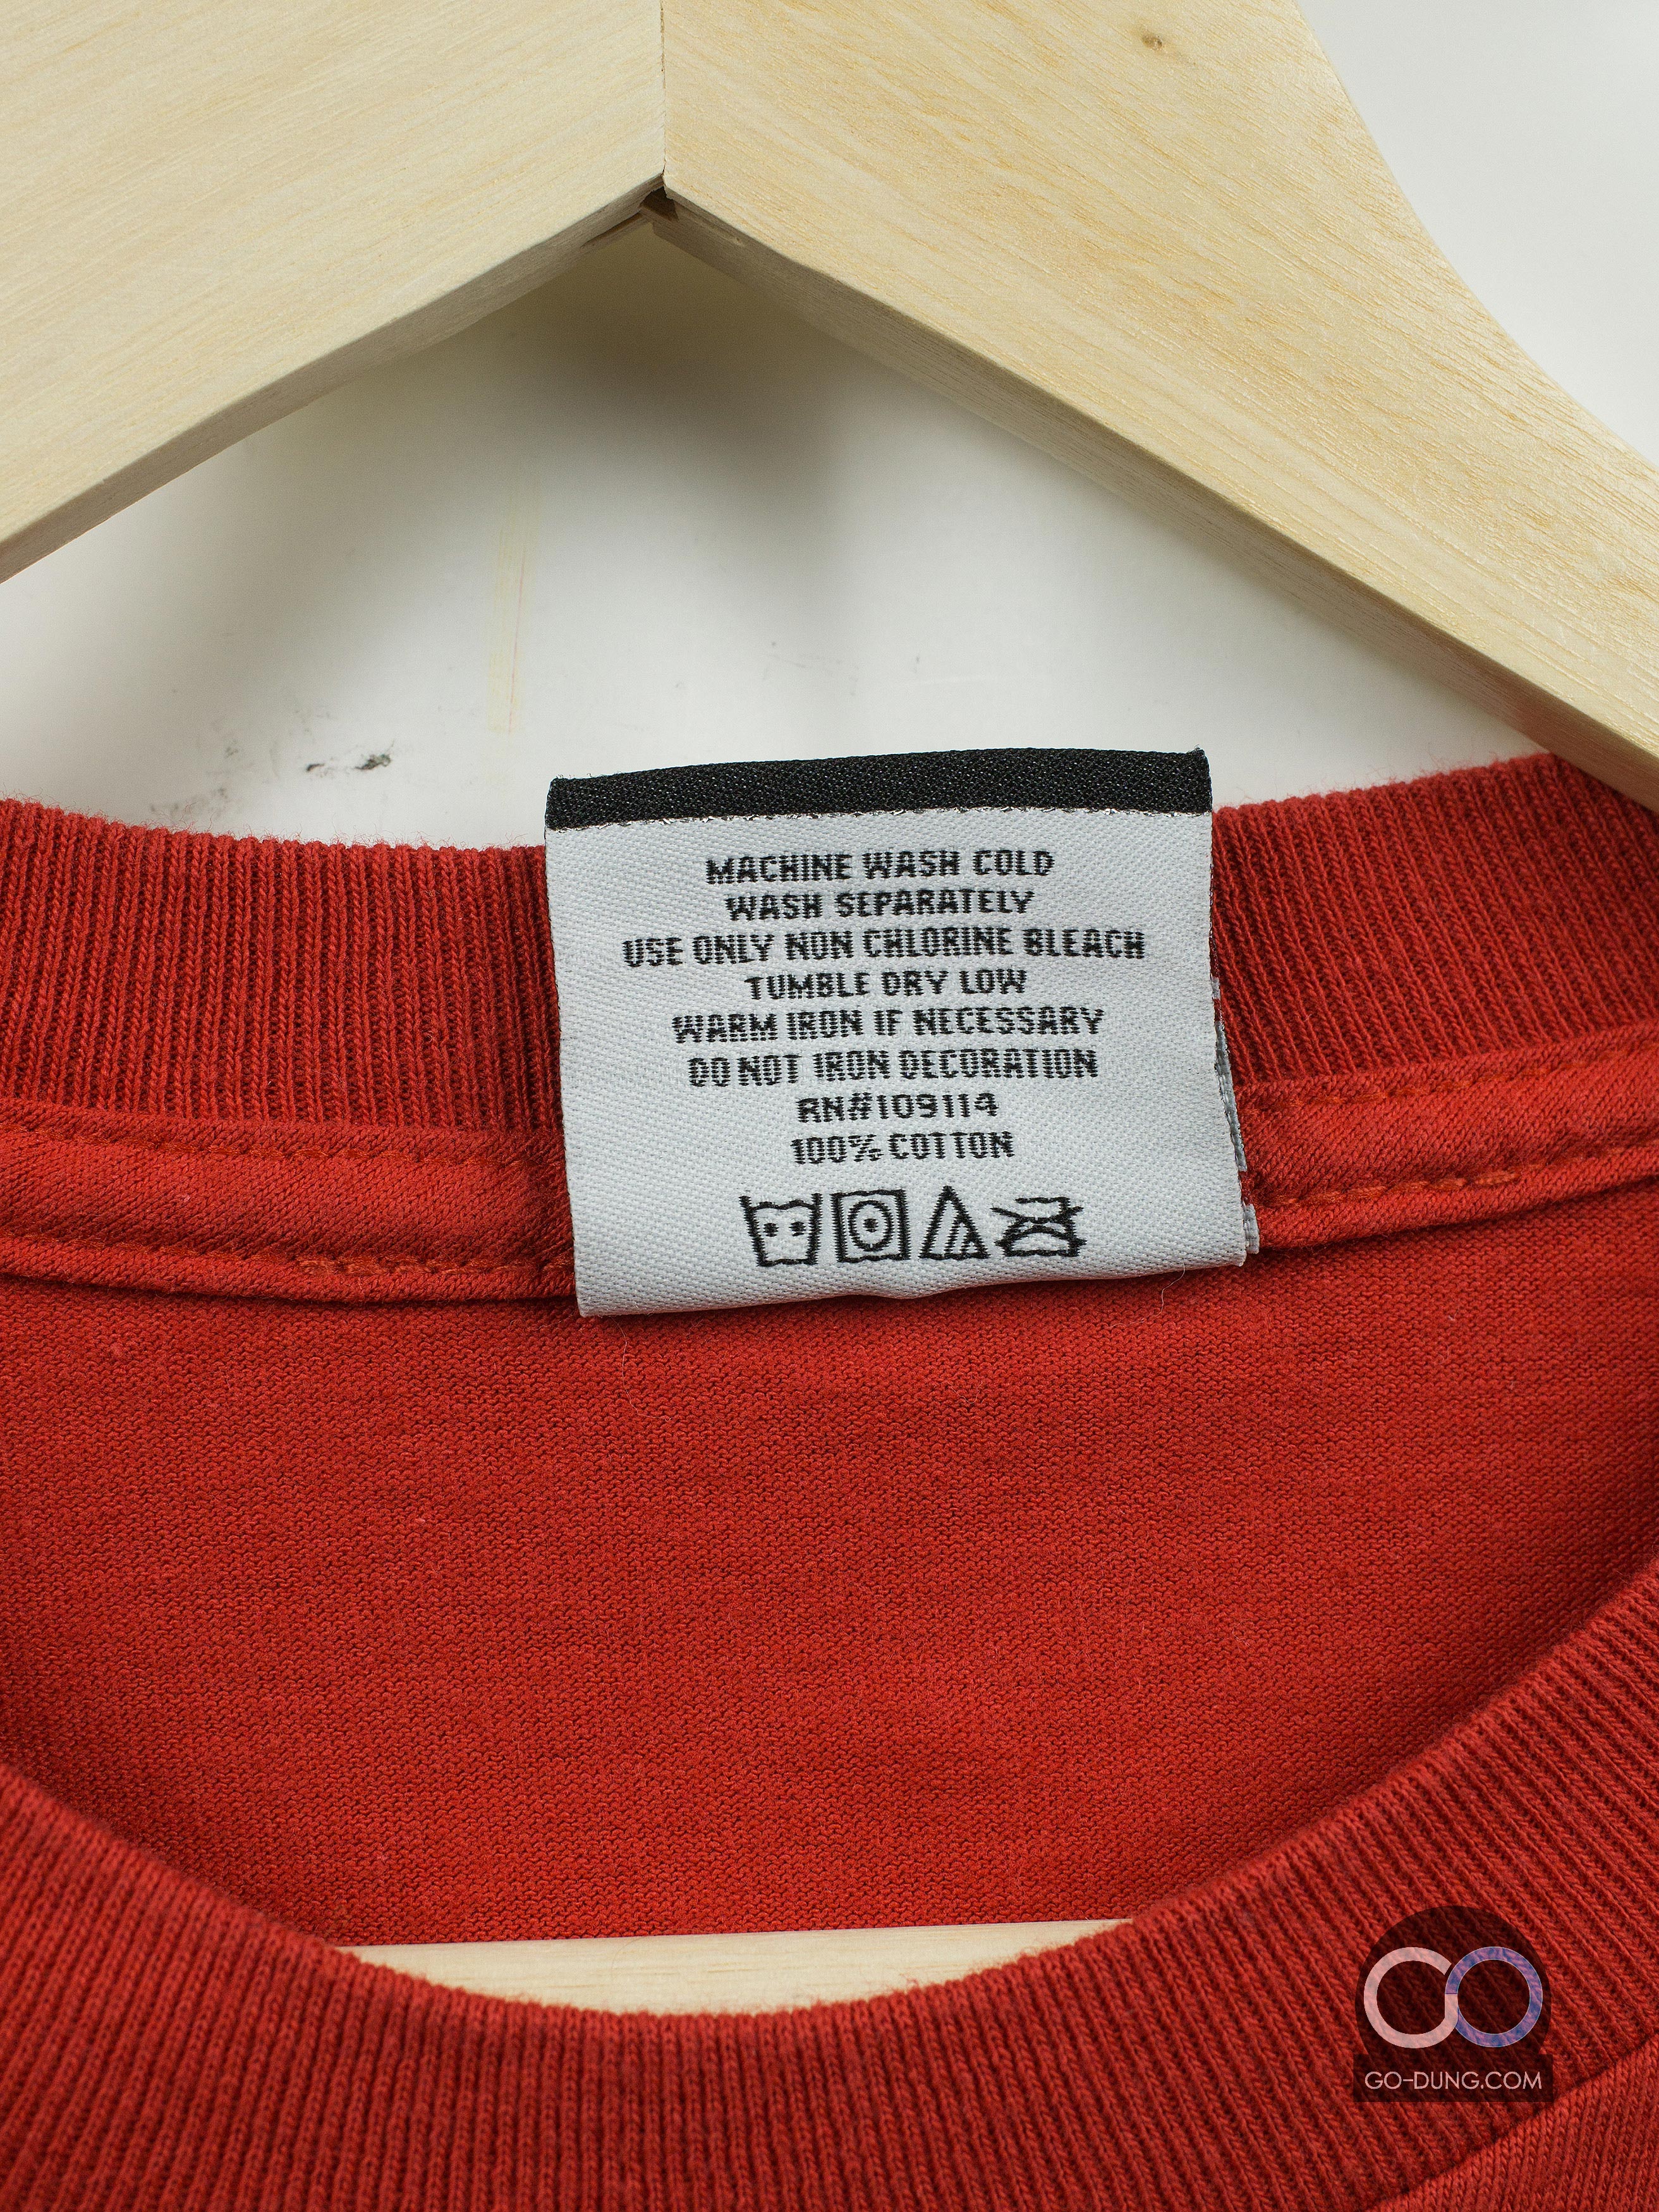 MACHINE WASH COLD
WASH SEPARATELY
USE ONLY NON CHLORINE BLEACH
TUMBLE DRY LOW
WARM IRON IF NECESSARY
DO NOT IRON DECORATION
RN#109114
100% COTTON
GO-DUNG.COM